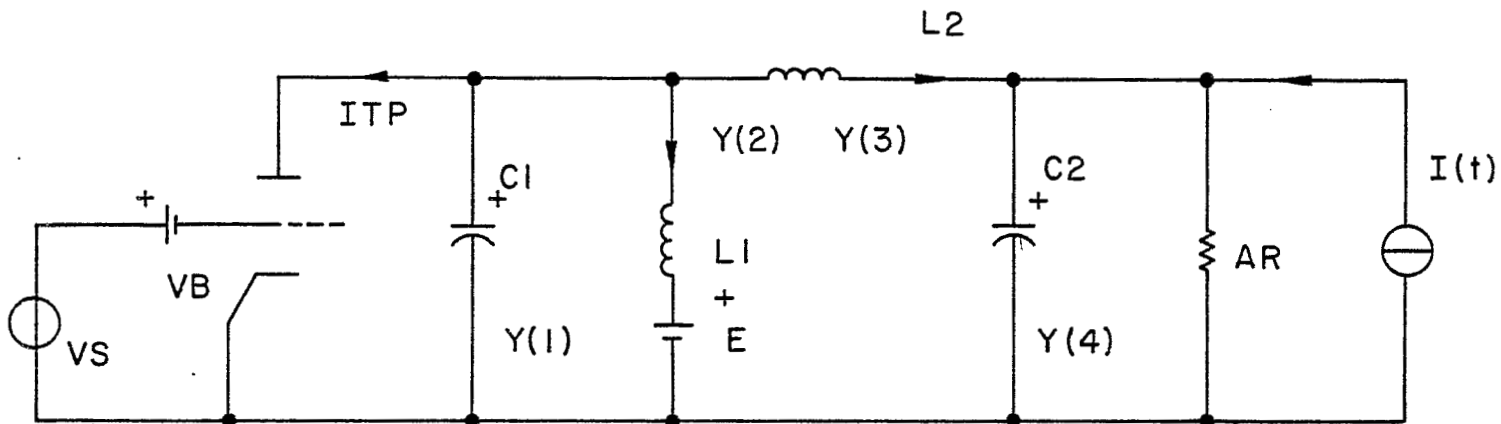 L2
ITP
Y(2) Y(3)
C1
+
C2
+
I(t)
+
VB
L1
+
AR
VS
Y(1)
E
Y(4)